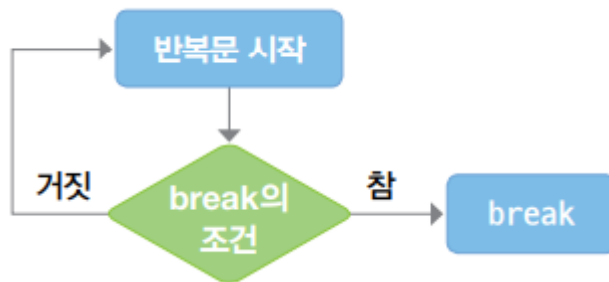 반복문 시작
거짓
break의
조건
참
break